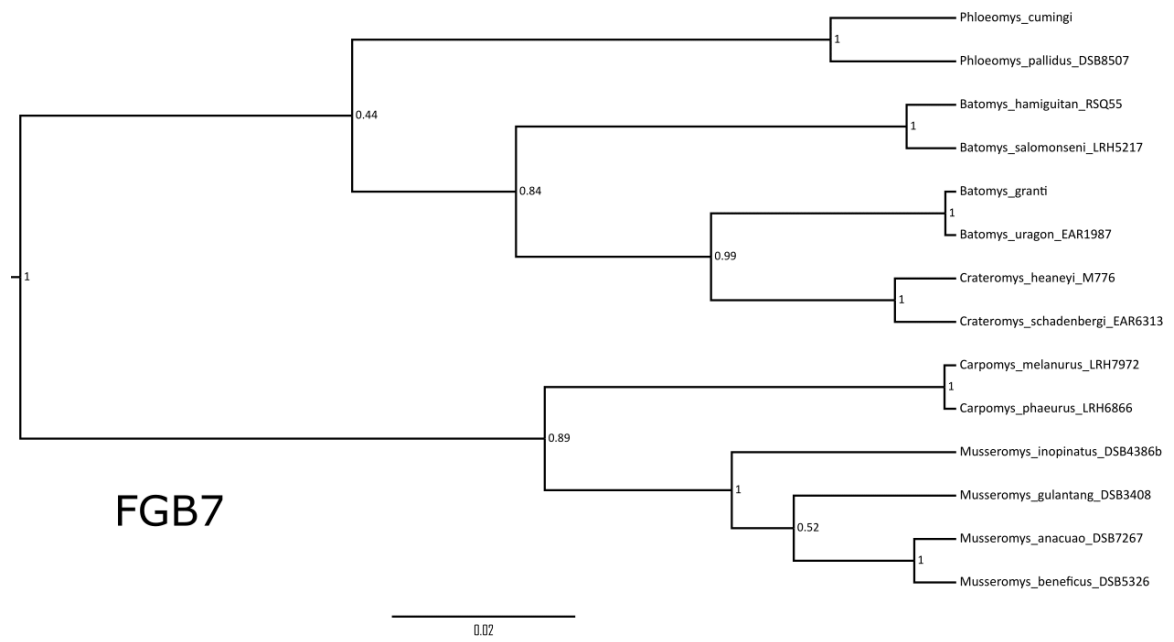 Phloeomys_cumingi
1
Phloeomys_pallidus_DSB8507
Batomys_hamiguitan_RSQ55
0.44
1
Batomys_salomonseni_LRH5217
0.84
Batomys_granti
1
Batomys_uragon_EAR1987
0.99
Crateromys_heaneyi_M776
1
1
Crateromys_schadenbergi_EAR6313
Carpomys_melanurus_LRH7972
1
Carpomys_phaeurus_LRH6866
0.89
Musseromys_inopinatus_DSB4386b
1
Musseromys_gulantang_DSB3408
FGB7
0.52
Musseromys_anacuao_DSB7267
1
Musseromys_beneficus_DSB5326
0.02